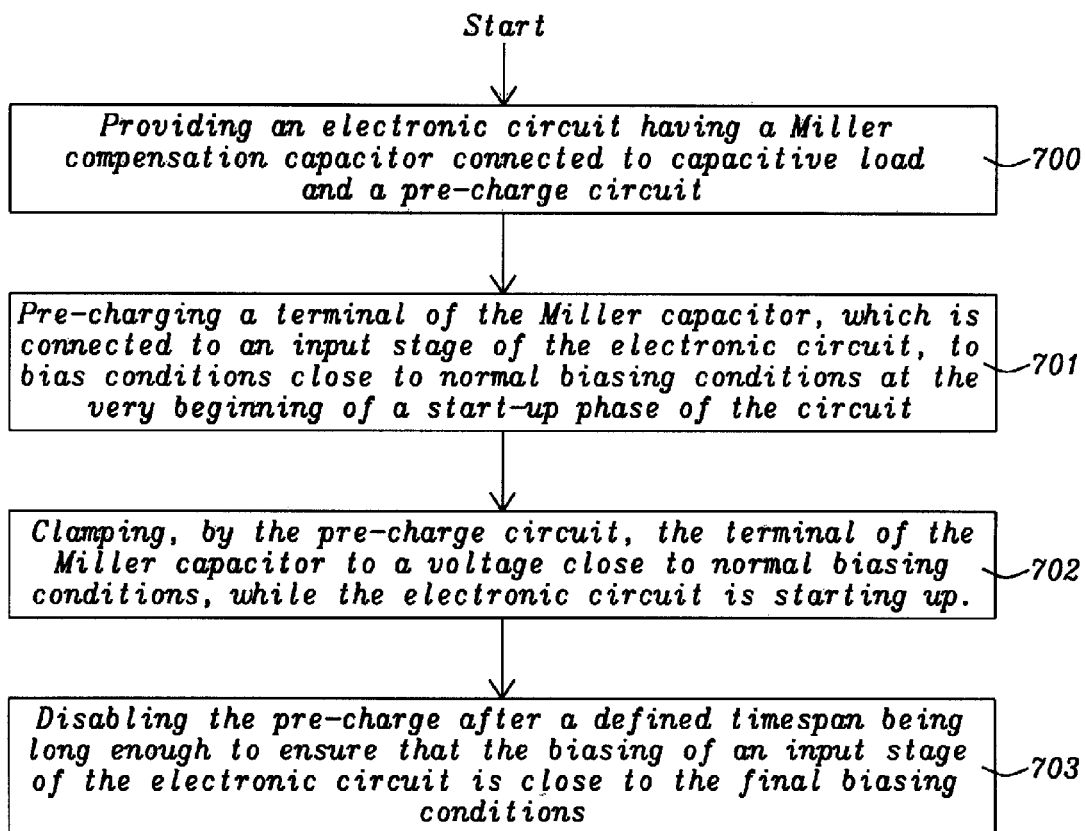 Start
Providing an electronic circuit having a Miller
compensation capacitor connected to capacitive load
and a pre-charge circuit
700
Pre-charging a terminal of the Miller capacitor, which is
connected to an input stage of the electronic circuit, to
bias conditions close to normal biasing conditions at the
very beginning of a start-up phase of the circuit
701
Clamping, by the pre-charge circuit, the terminal of the
Miller capacitor to a voltage close to normal biasing
conditions, while the electronic circuit is starting up.
702
Disabling the pre-charge after a defined timespan being
long enough to ensure that the biasing of an input stage
of the electronic circuit is close to the final biasing
conditions
703